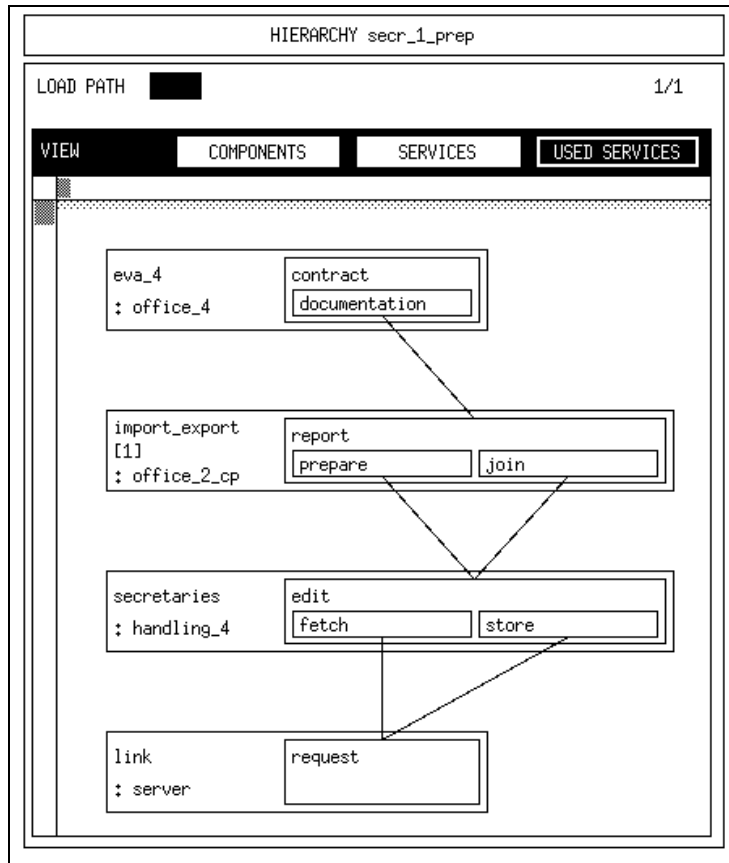 HIERARCHY secr_1_prep
LOAD PATH 1/1
VIEW COMPONENTS SERVICES USED SERVICES
eva_4 contract
: office_4 documentation
import_export report
[1] prepare join
: office_2_cp
secretaries edit
: handling_4 fetch store
link request
: server